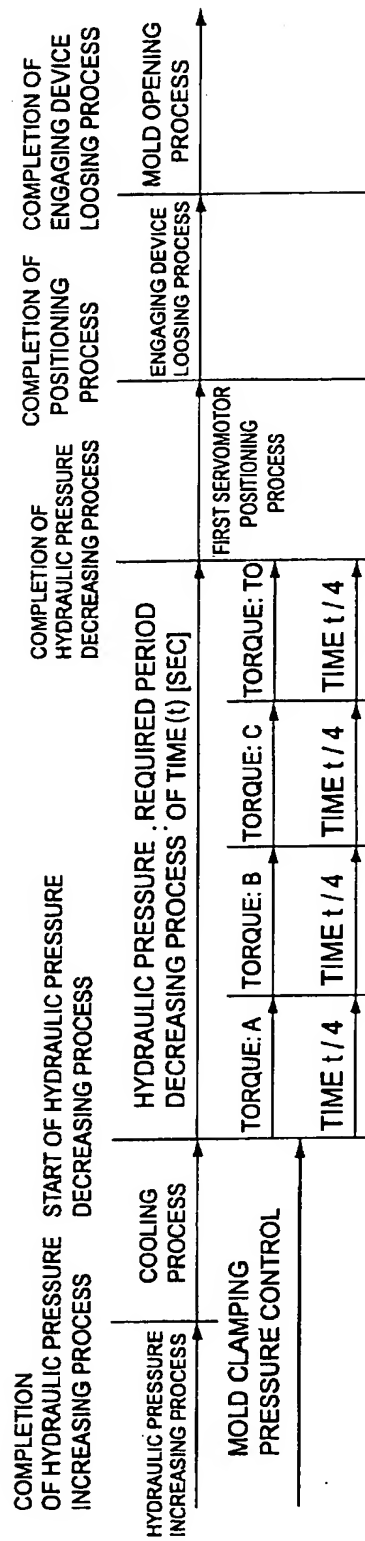 COMPLETION
OF HYDRAULIC PRESSURE
INCREASING PROCESS
START OF HYDRAULIC PRESSURE
DECREASING PROCESS
COMPLETION OF
HYDRAULIC PRESSURE
DECREASING PROCESS
COMPLETION OF
POSITIONING
PROCESS
COMPLETION OF
ENGAGING DEVICE
LOOSING PROCESS
HYDRAULIC PRESSURE
INCREASING PROCESS
COOLING
PROCESS
HYDRAULIC PRESSURE : REQUIRED PERIOD
DECREASING PROCESS : OF TIME (t) [SEC]
FIRST SERVOMOTOR
POSITIONING
PROCESS
ENGAGING DEVICE
LOOSING PROCESS
MOLD OPENING
PROCESS
MOLD CLAMPING
PRESSURE CONTROL
TORQUE: A
TORQUE: B
TORQUE: C
TORQUE: TO
TIME t / 4
TIME t / 4
TIME t / 4
TIME t / 4